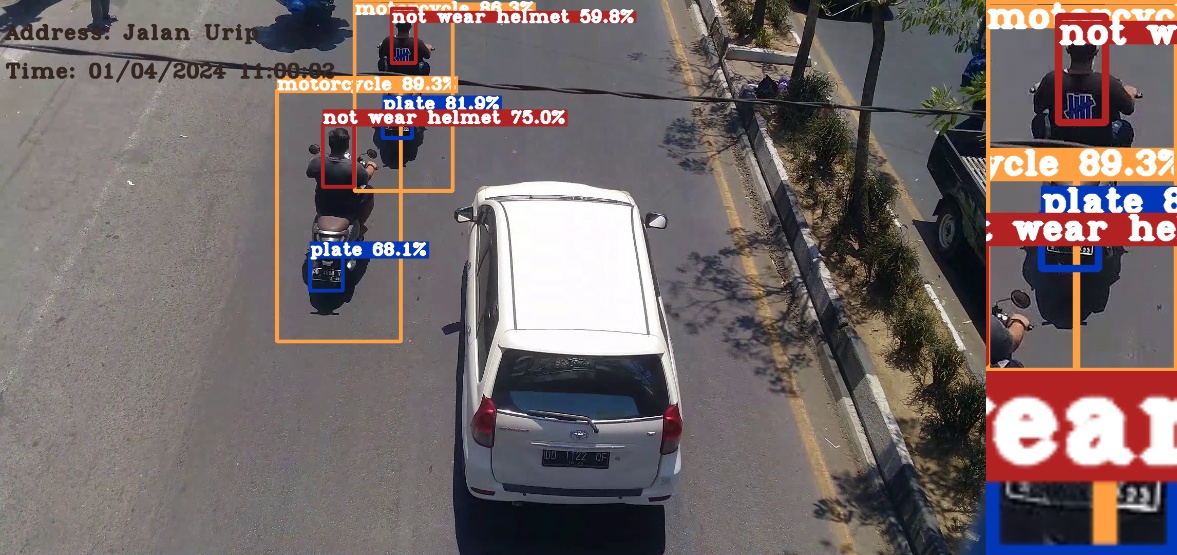 motorcycle 86.3%
not wear helmet 59.8%
Address: Jalan Urip
Time: 01/04/2024 11:00:02
motorcycle 89.3%
plate 81.9%
not wear helmet 75.0%
plate 68.1%
DD 1122 OF
motorcyc
not w
ycle 89.3%
plate 8
wear he
ear